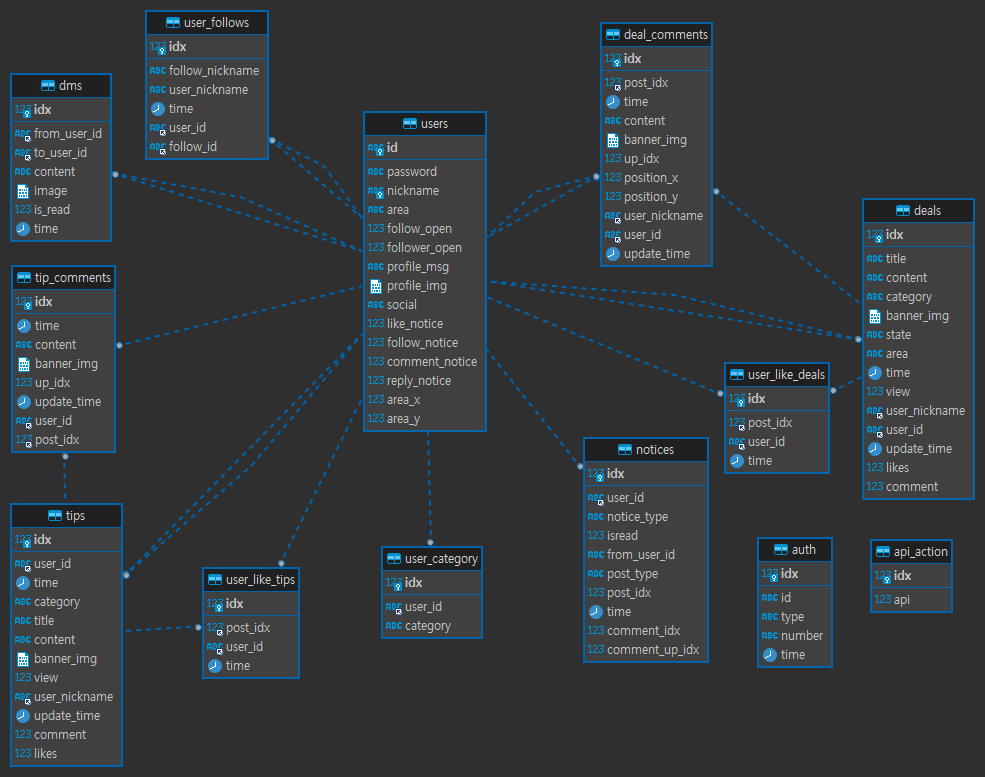 user_follows
123 idx
ABC follow_nickname
ABC user_nickname
time
ABC user_id
ABC follow_id
dms
123 idx
ABC from_user_id
ABC to_user_id
ABC content
image
123 is_read
time
users
ABC id
ABC password
ABC nickname
ABC area
123 follow_open
123 follower_open
ABC profile_msg
profile_img
ABC social
123 like_notice
123 follow_notice
123 comment_notice
123 reply_notice
123 area_x
123 area_y
deal_comments
123 idx
123 post_idx
time
ABC content
banner_img
123 up_idx
123 position_x
123 position_y
ABC user_nickname
ABC user_id
update_time
deals
123 idx
ABC title
ABC content
ABC category
banner_img
ABC state
ABC area
time
123 view
ABC user_nickname
ABC user_id
update_time
123 likes
123 comment
tip_comments
123 idx
time
ABC content
banner_img
123 up_idx
update_time
ABC user_id
123 post_idx
user_like_deals
123 idx
123 post_idx
ABC user_id
time
notices
123 idx
ABC user_id
ABC notice_type
123 isread
ABC from_user_id
ABC post_type
123 post_idx
time
123 comment_idx
123 comment_up_idx
tips
123 idx
ABC user_id
time
ABC category
ABC title
ABC content
banner_img
123 view
ABC user_nickname
update_time
123 comment
123 likes
user_like_tips
123 idx
123 post_idx
ABC user_id
time
user_category
123 idx
ABC user_id
ABC category
auth
123 idx
ABC id
ABC type
ABC number
time
api_action
123 idx
123 api